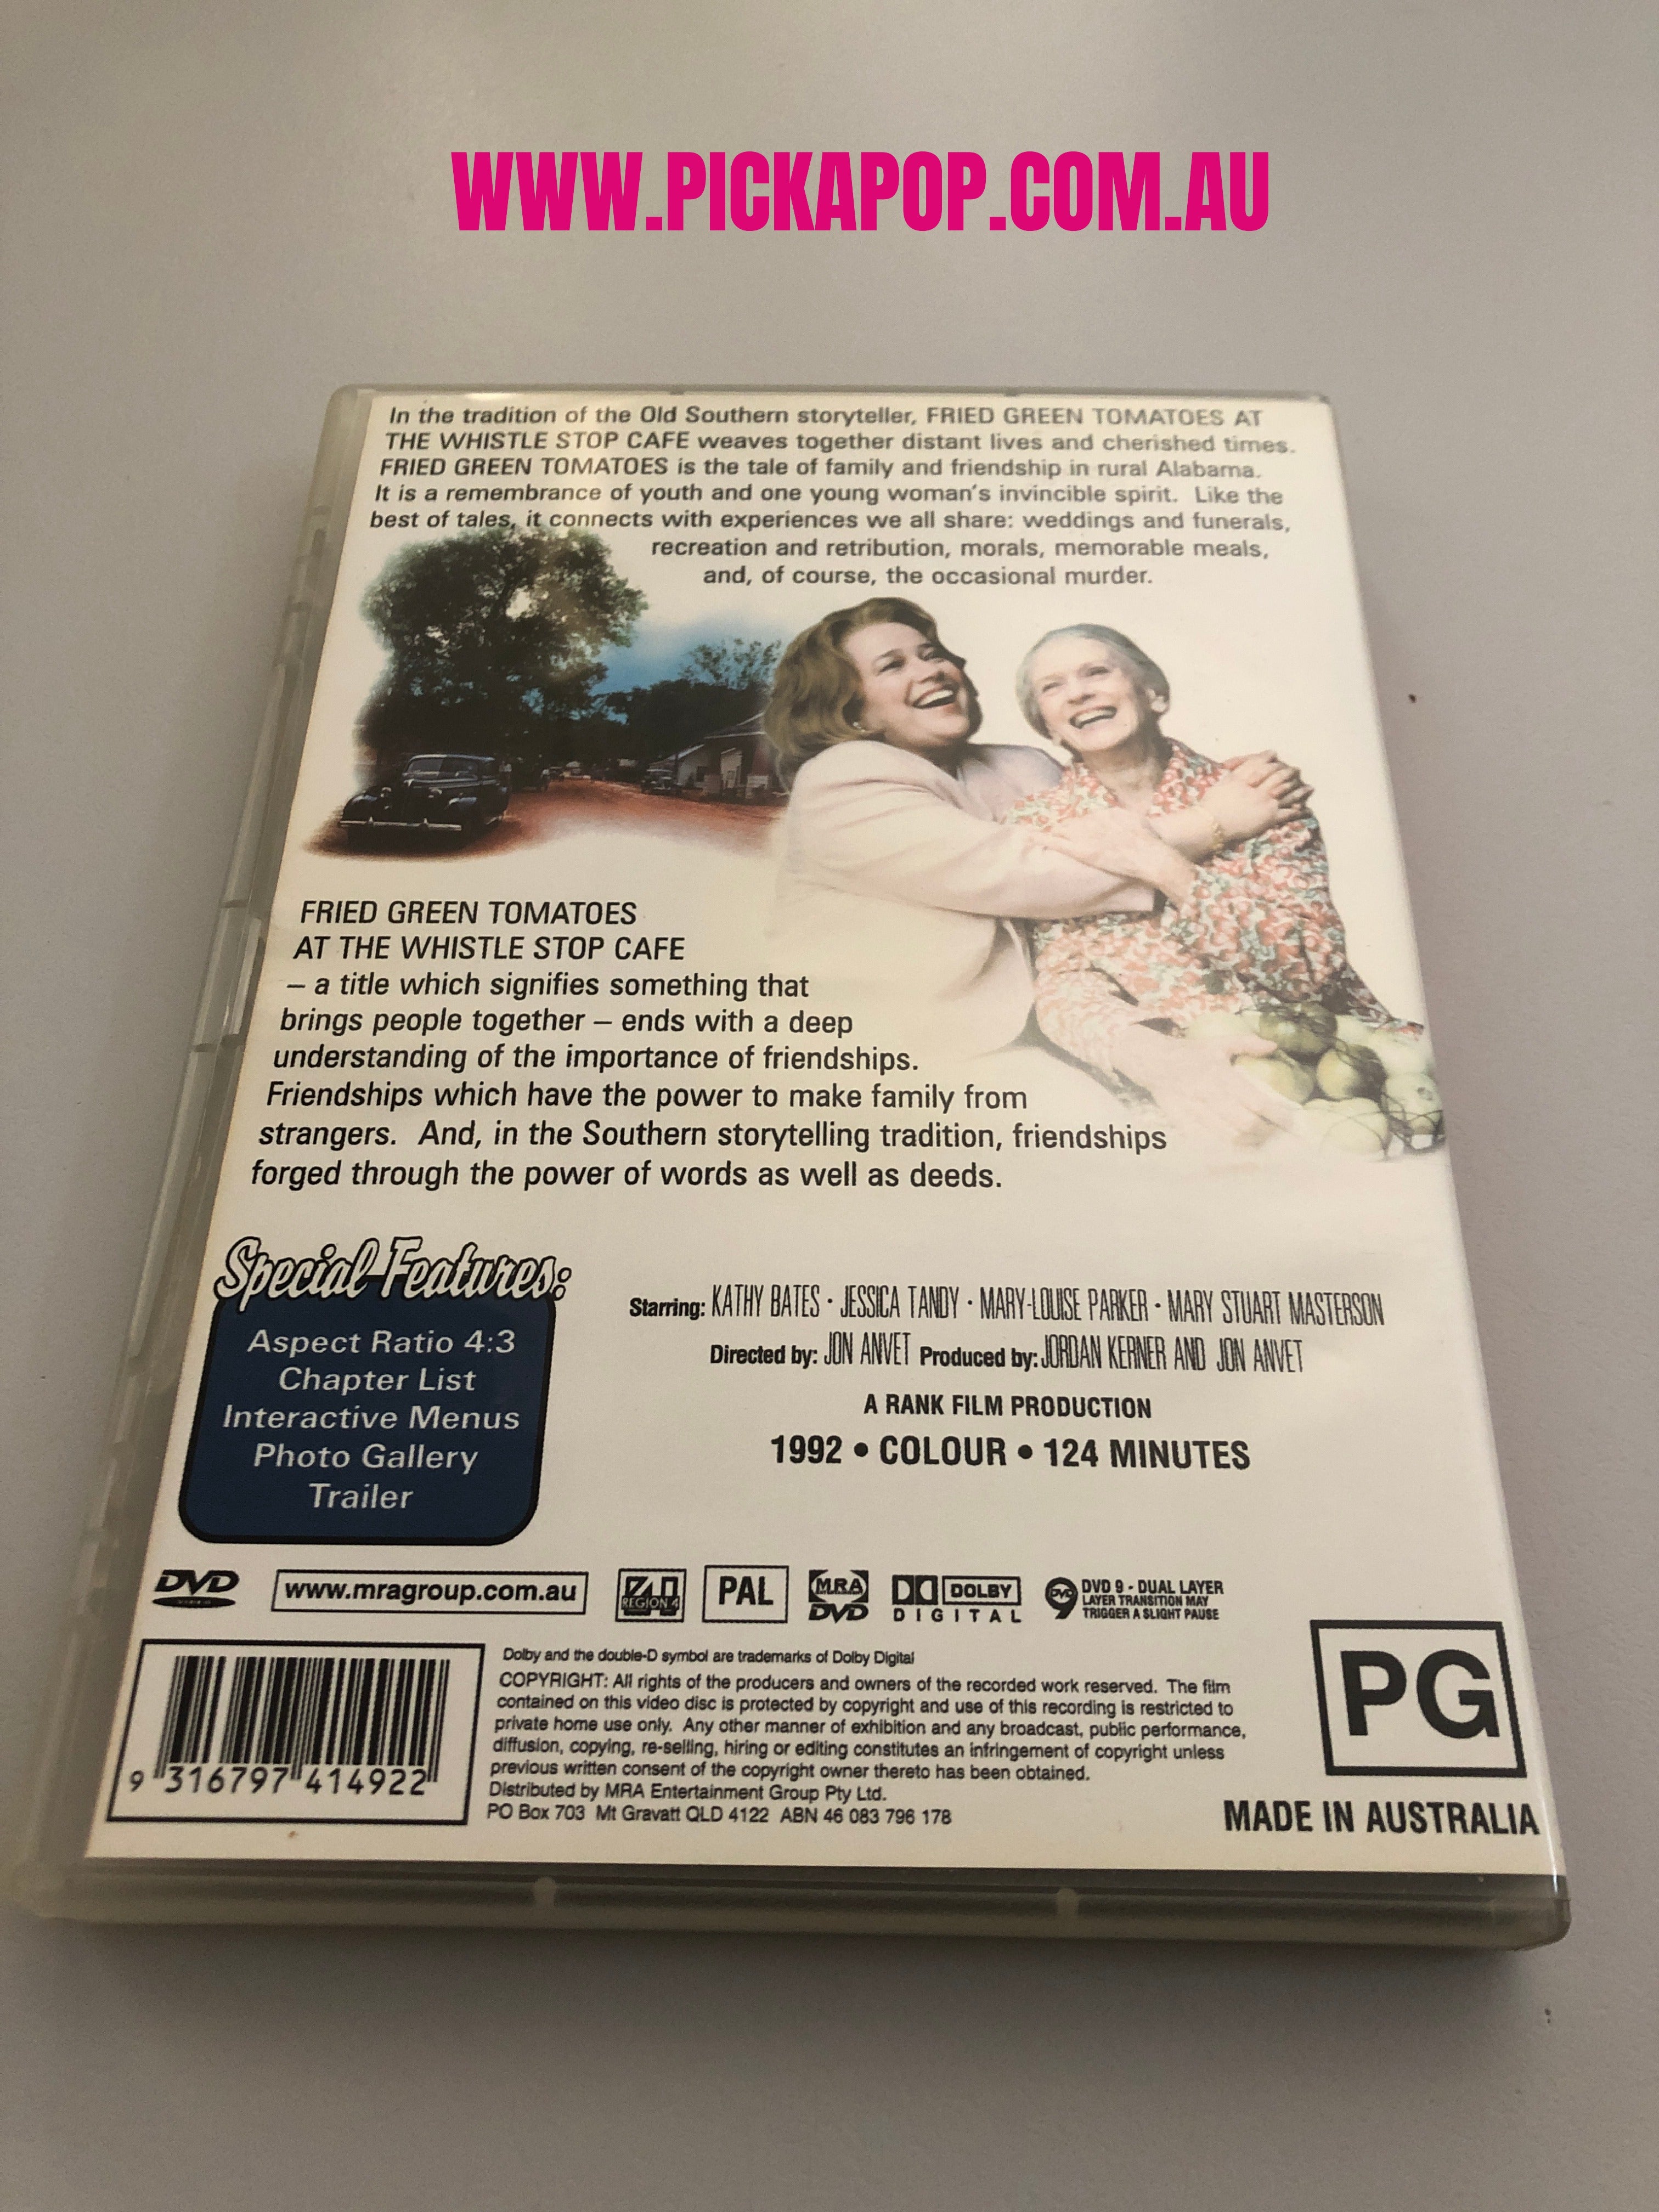 WWW.PICKAPOP.COM.AU
In the tradition of the Old Southern storyteller, FRIED GREEN TOMATOES AT
THE WHISTLE STOP CAFE weaves together distant lives and cherished times.
FRIED GREEN TOMATOES is the tale of family and friendship in rural Alabama.
It is a remembrance of youth and one young woman's invincible spirit. Like the
best of tales, it connects with experiences we all share: weddings and funerals,
recreation and retribution, morals, memorable meals,
and, of course, the occasional murder.
FRIED GREEN TOMATOES
AT THE WHISTLE STOP CAFE
– a title which signifies something that
brings people together – ends with a deep
understanding of the importance of friendships.
Friendships which have the power to make family from
strangers. And, in the Southern storytelling tradition, friendships
forged through the power of words as well as deeds.
Special Features:
Aspect Ratio 4:3
Chapter List
Interactive Menus
Photo Gallery
Trailer
Starring: KATHY BATES · JESSICA TANDY · MARY-LOUISE PARKER · MARY STUART MASTERSON
Directed by: JON ANVET Produced by: JORDAN KERNER AND JON ANVET
A RANK FILM PRODUCTION
1992 • COLOUR • 124 MINUTES
DVD
www.mragroup.com.au
REGION 4
PAL
MRA
DVD
DOLBY
DIGITAL
DVD 9
DVD 9 - DUAL LAYER
LAYER TRANSITION MAY
TRIGGER A SLIGHT PAUSE
9 316797 414922
Dolby and the double-D symbol are trademarks of Dolby Digital
COPYRIGHT: All rights of the producers and owners of the recorded work reserved. The film
contained on this video disc is protected by copyright and use of this recording is restricted to
private home use only. Any other manner of exhibition and any broadcast, public performance,
diffusion, copying, re-selling, hiring or editing constitutes an infringement of copyright unless
previous written consent of the copyright owner thereto has been obtained.
Distributed by MRA Entertainment Group Pty Ltd.
PO Box 703 Mt Gravatt QLD 4122 ABN 46 083 796 178
PG
MADE IN AUSTRALIA